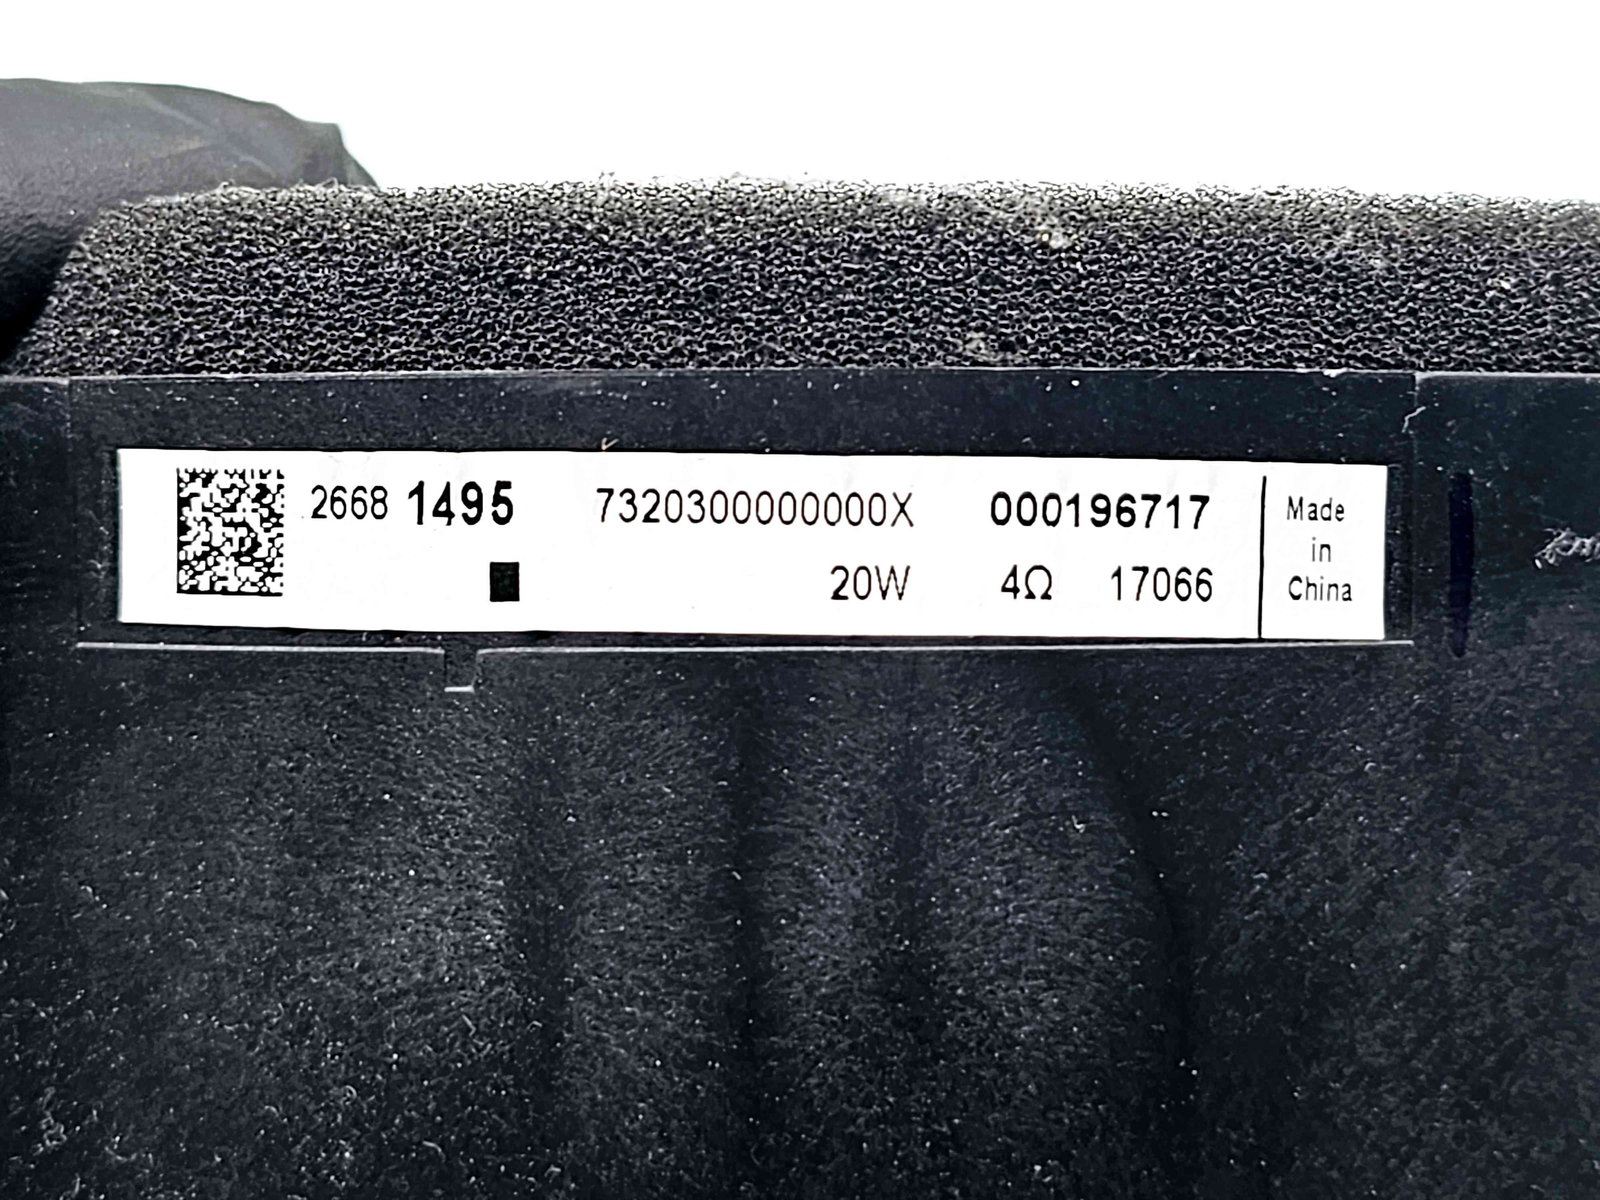 2668 1495 7320300000000X 000196717
20W 4Ω 17066
Made
in
China